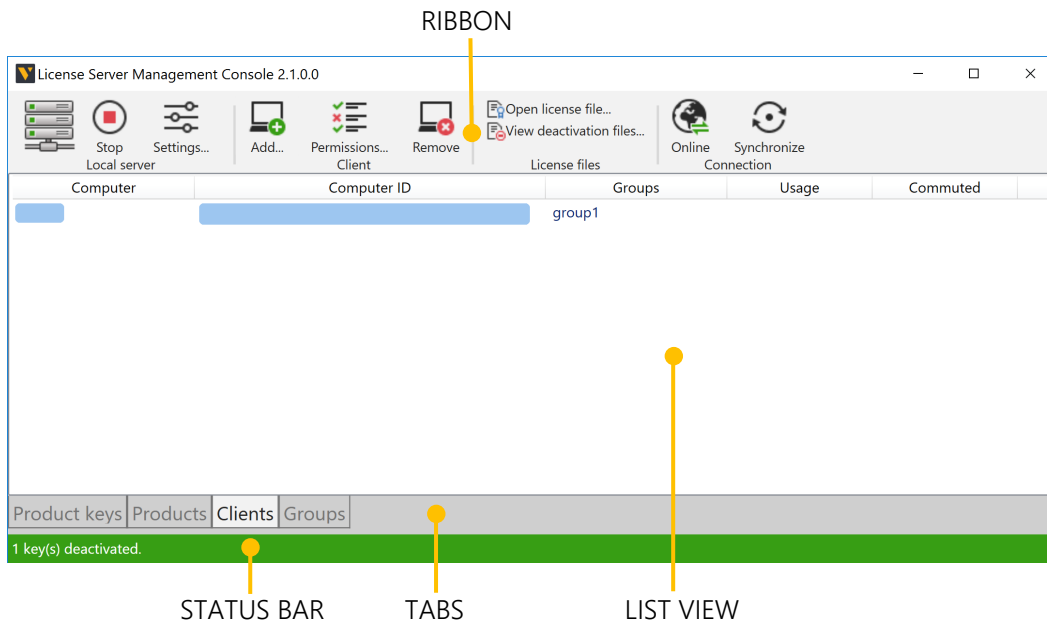 RIBBON
License Server Management Console 2.1.0.0
Stop Settings... Add... Permissions... Remove Open license file... View deactivation files... Online Synchronize
Local server Client License files Connection
Computer Computer ID Groups Usage Commuted
group1
Product keys Products Clients Groups
1 key(s) deactivated.
STATUS BAR TABS LIST VIEW